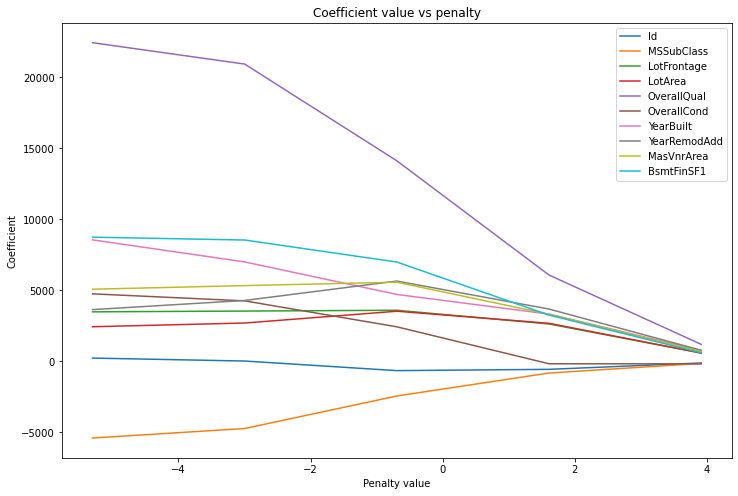 Coefficient value vs penalty
Id
MSSubClass
LotFrontage
LotArea
OverallQual
OverallCond
YearBuilt
YearRemodAdd
MasVnrArea
BsmtFinSF1
Coefficient
20000
15000
10000
5000
0
−5000
−4
−2
0
2
4
Penalty value